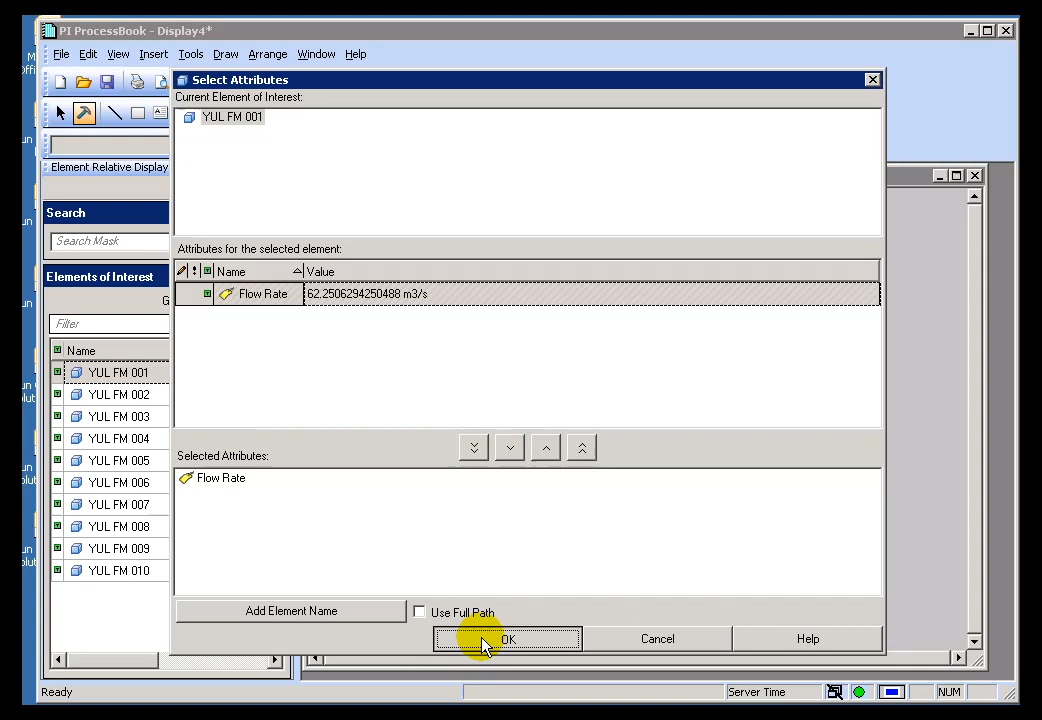 PI ProcessBook - Display4*
File Edit View Insert Tools Draw Arrange Window Help
Select Attributes
Current Element of Interest:
YUL FM 001
Element Relative Display
Search
Search Mask
Attributes for the selected element:
Elements of Interest
Name Value
Flow Rate 62.2506294250488 m3/s
Filter
Name
YUL FM 001
YUL FM 002
YUL FM 003
YUL FM 004
YUL FM 005
YUL FM 006
YUL FM 007
YUL FM 008
YUL FM 009
YUL FM 010
Selected Attributes:
Flow Rate
Add Element Name
Use Full Path
OK
Cancel
Help
Ready
Server Time
NUM